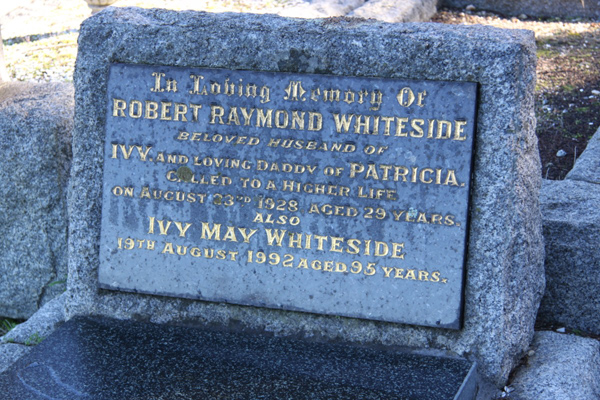 In Loving Memory Of
ROBERT RAYMOND WHITESIDE
BELOVED HUSBAND OF
IVY, AND LOVING DADDY OF PATRICIA.
CALLED TO A HIGHER LIFE
ON AUGUST 23RD 1928, AGED 29 YEARS.
ALSO
IVY MAY WHITESIDE
19TH AUGUST 1992 AGED 95 YEARS.